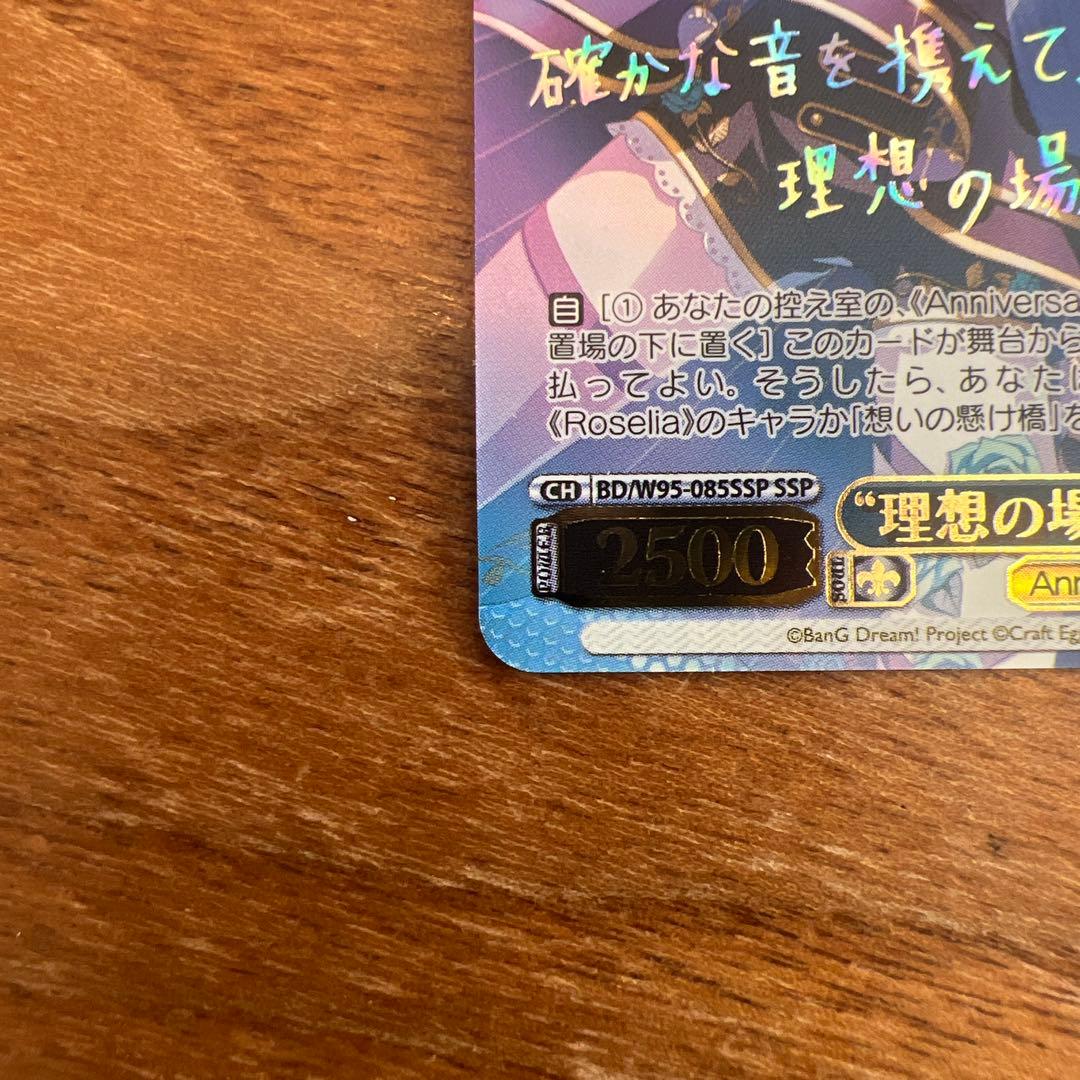 確かな音を携えて
理想の場
自 [① あなたの控え室の、《Anniversa
置場の下に置く] このカードが舞台から
払ってよい。そうしたら、あなたは
《Roselia》のキャラか「想いの懸け橋」を
CH BD/W95-085SSP SSP
“理想の場
POWER 2500
SOUL
Ann
©BanG Dream! Project ©Craft Eg